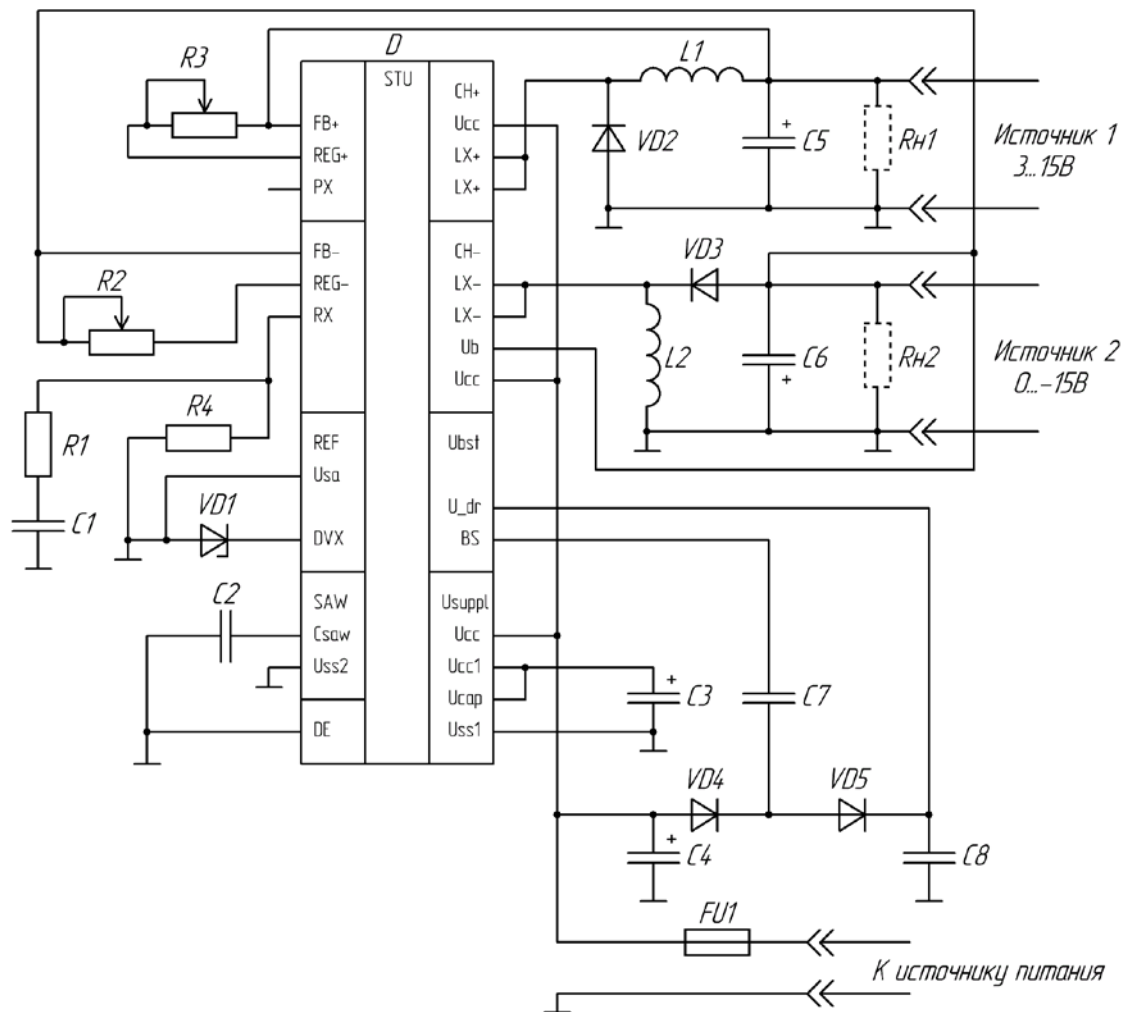 D
R3
STU
L1
CH+
FB+
Ucc
REG+
LX+
VD2
+
C5
Rн1
Источник 1
3...15В
PX
LX+
FB-
CH-
VD3
R2
REG-
LX-
RX
LX-
Ub
L2
C6
+
Rн2
Источник 2
0...-15В
Ucc
R4
R1
REF
Ubst
Usa
U_dr
C1
VD1
DVX
BS
C2
SAW
Usuppl
Csaw
Ucc
Uss2
Ucc1
+
C3
C7
Ucap
DE
Uss1
VD4
VD5
+
C4
C8
FU1
К источнику питания